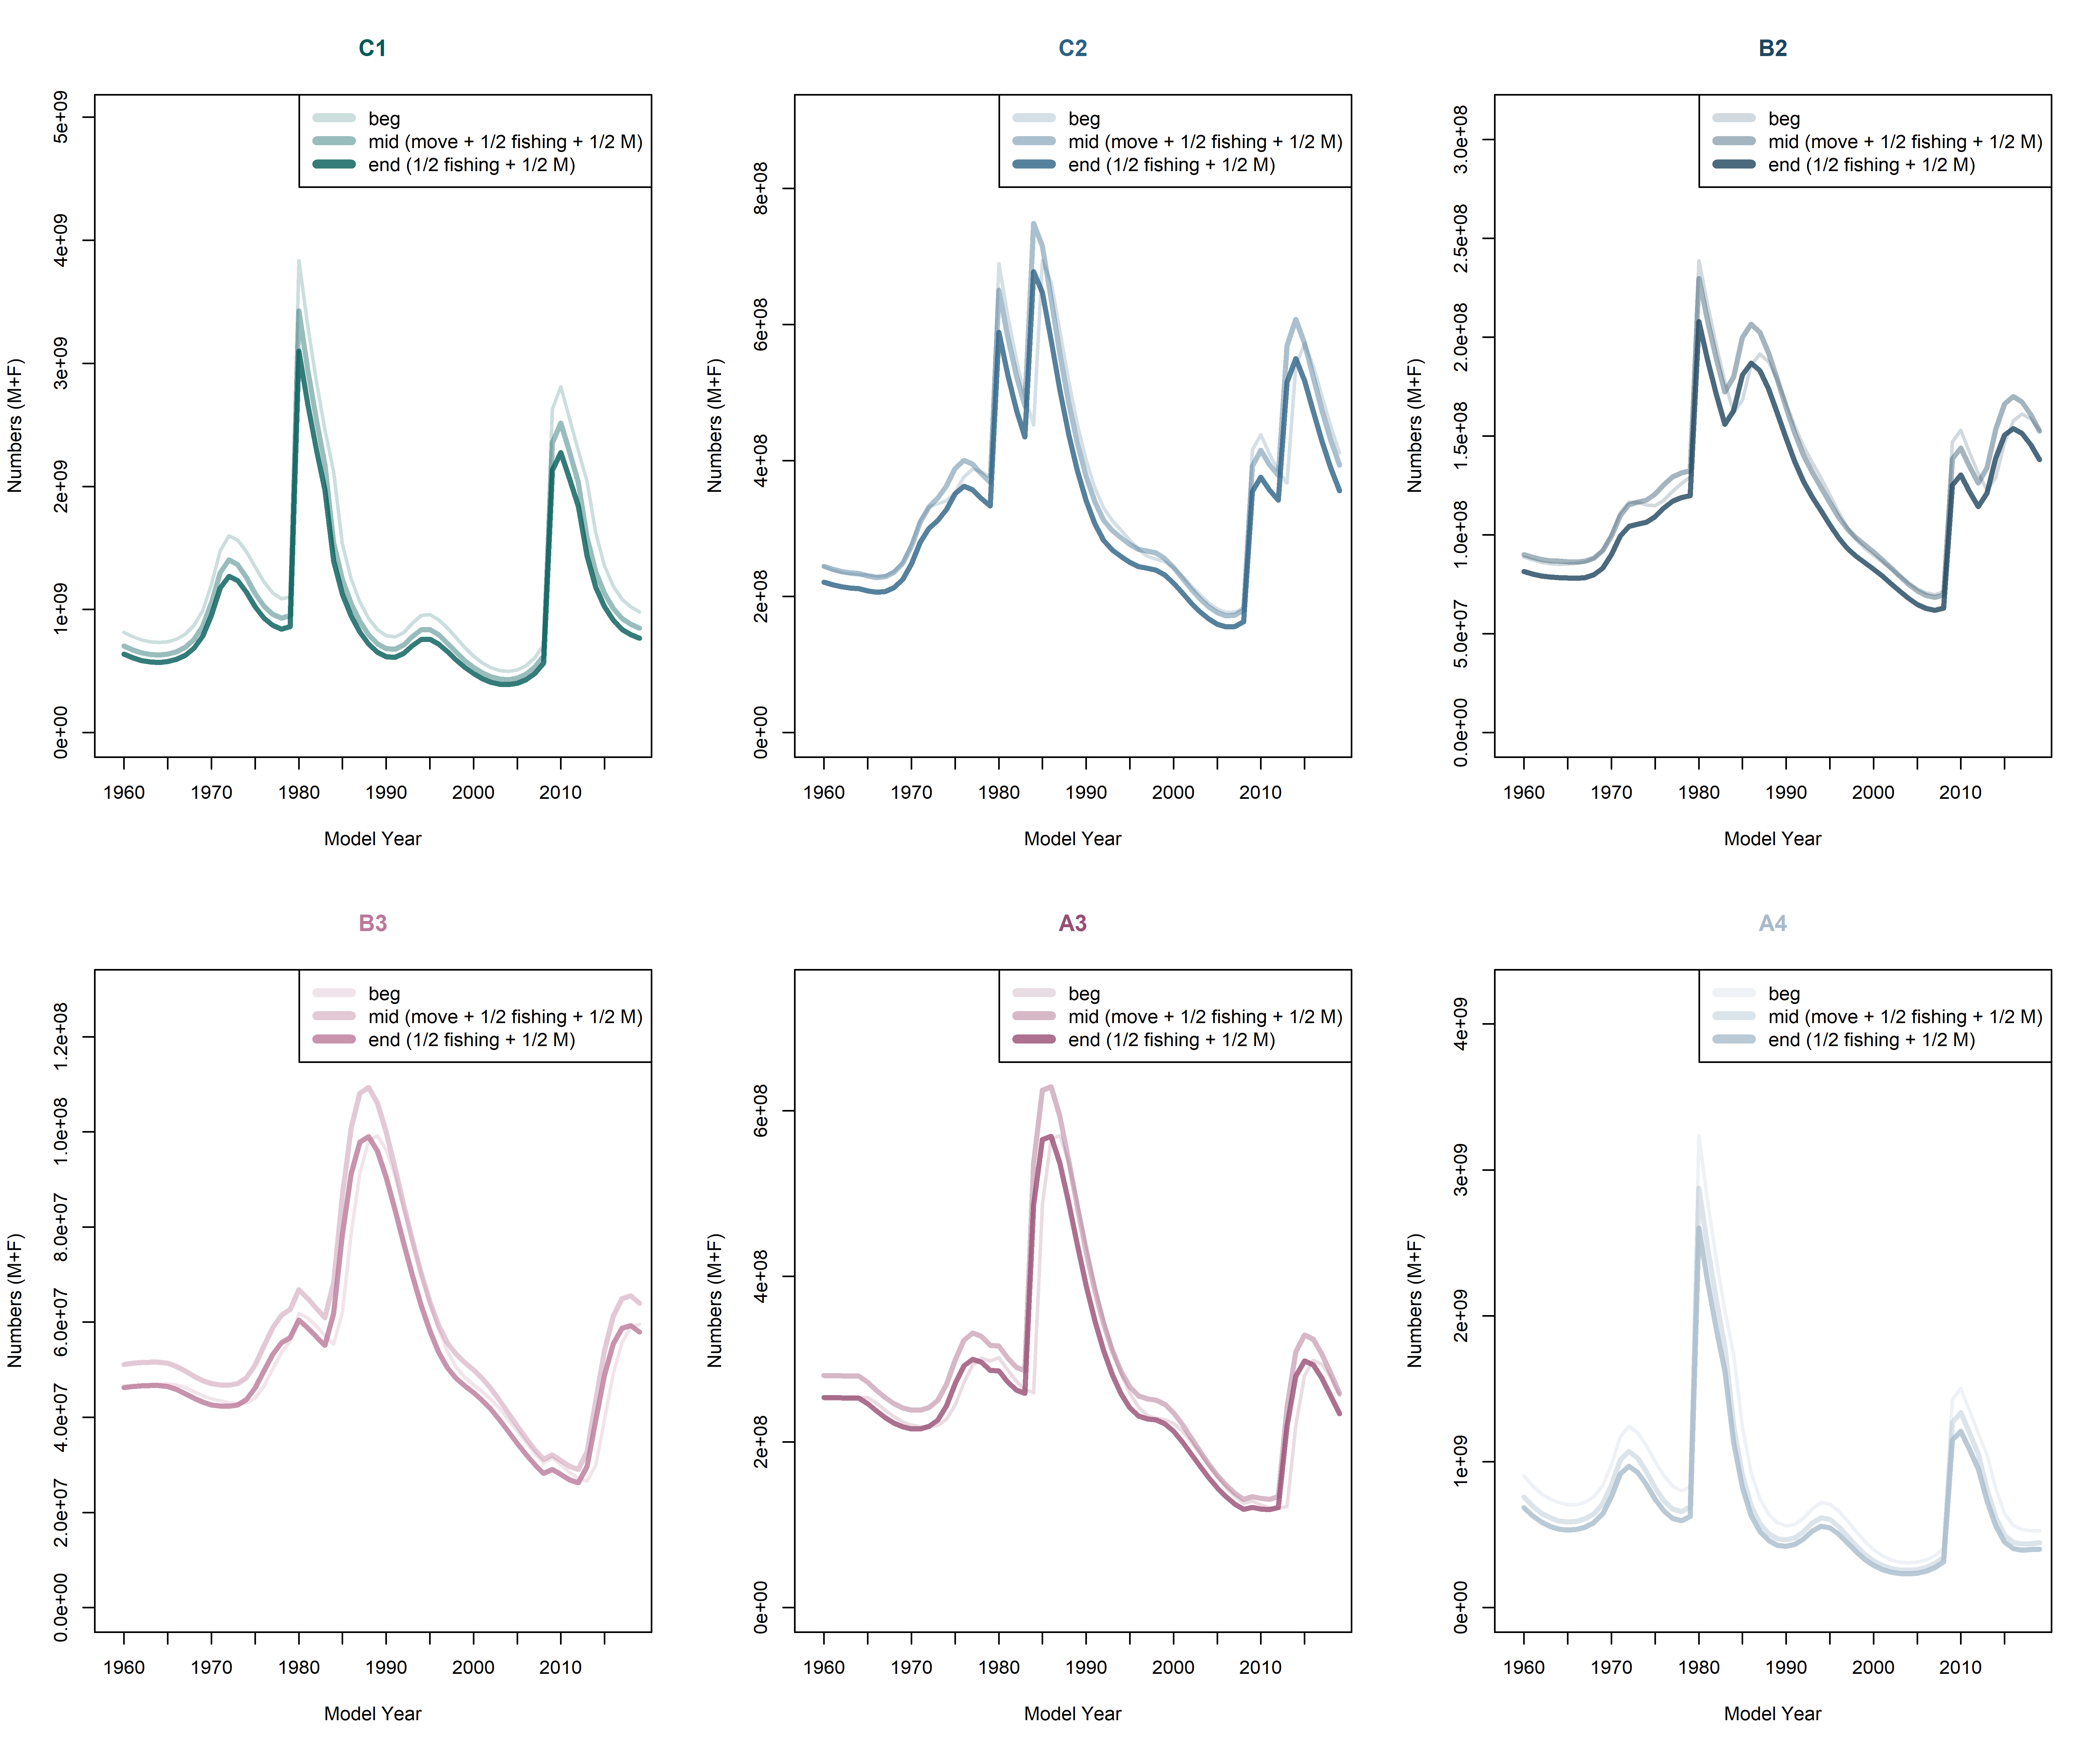 C1
beg
mid (move + 1/2 fishing + 1/2 M)
end (1/2 fishing + 1/2 M)
Numbers (M+F)
0e+00 1e+09 2e+09 3e+09 4e+09 5e+09
1960 1970 1980 1990 2000 2010
Model Year
C2
beg
mid (move + 1/2 fishing + 1/2 M)
end (1/2 fishing + 1/2 M)
Numbers (M+F)
0e+00 2e+08 4e+08 6e+08 8e+08
1960 1970 1980 1990 2000 2010
Model Year
B2
beg
mid (move + 1/2 fishing + 1/2 M)
end (1/2 fishing + 1/2 M)
Numbers (M+F)
0.0e+00 5.0e+07 1.0e+08 1.5e+08 2.0e+08 2.5e+08 3.0e+08
1960 1970 1980 1990 2000 2010
Model Year
B3
beg
mid (move + 1/2 fishing + 1/2 M)
end (1/2 fishing + 1/2 M)
Numbers (M+F)
0.0e+00 2.0e+07 4.0e+07 6.0e+07 8.0e+07 1.0e+08 1.2e+08
1960 1970 1980 1990 2000 2010
Model Year
A3
beg
mid (move + 1/2 fishing + 1/2 M)
end (1/2 fishing + 1/2 M)
Numbers (M+F)
0e+00 2e+08 4e+08 6e+08
1960 1970 1980 1990 2000 2010
Model Year
A4
beg
mid (move + 1/2 fishing + 1/2 M)
end (1/2 fishing + 1/2 M)
Numbers (M+F)
0e+00 1e+09 2e+09 3e+09 4e+09
1960 1970 1980 1990 2000 2010
Model Year